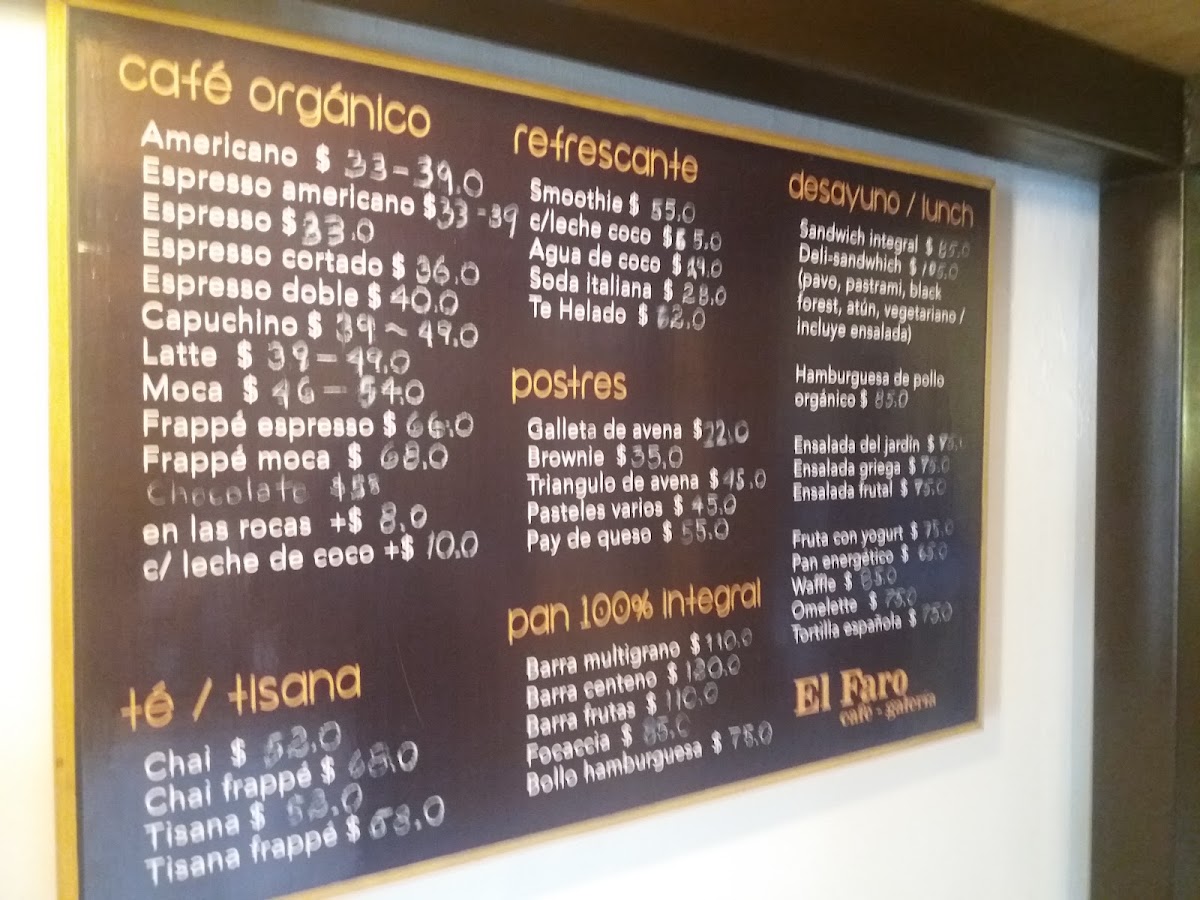 café orgánico
Americano $ 33-39.0
Espresso americano $33-39
Espresso $33.0
Espresso cortado $ 36.0
Espresso doble $ 40.0
Capuchino $ 39-49.0
Latte $ 39-49.0
Moca $ 46-54.0
Frappé espresso $ 66.0
Frappé moca $ 68.0
Chocolate $58
en las rocas +$ 8.0
c/ leche de coco +$ 10.0
té / tisana
Chai $
Chai frappé $ 68.0
Tisana $
Tisana frappé $ 68.0
refrescante
Smoothie $ 55.0
c/leche coco $65.0
Agua de coco $
Soda italiana $ 28.0
Te Helado $ 32.0
postres
Galleta de avena $22.0
Brownie $35.0
Triangulo de avena $45.0
Pasteles varios $ 45.0
Pay de queso $ 55.0
pan 100% integral
Barra multigrano $110.0
Barra centeno $
Barra frutas $ 110.0
Focaccia $ 85.0
Bollo hamburguesa $ 78.0
desayuno / lunch
Sandwich integral $ 85.0
Deli-sandwhich $ 105.0
(pavo, pastrami, black
forest, atún, vegetariano /
incluye ensalada)
Hamburguesa de pollo
orgánico $ 85.0
Ensalada del jardín $
Ensalada griega $ 75.0
Ensalada frutal $ 75.0
Fruta con yogurt $ 75.0
Pan energético $ 65.0
Waffle $ 85.0
Omelette $ 75.0
Tortilla española $ 75.0
El Faro
café - galería